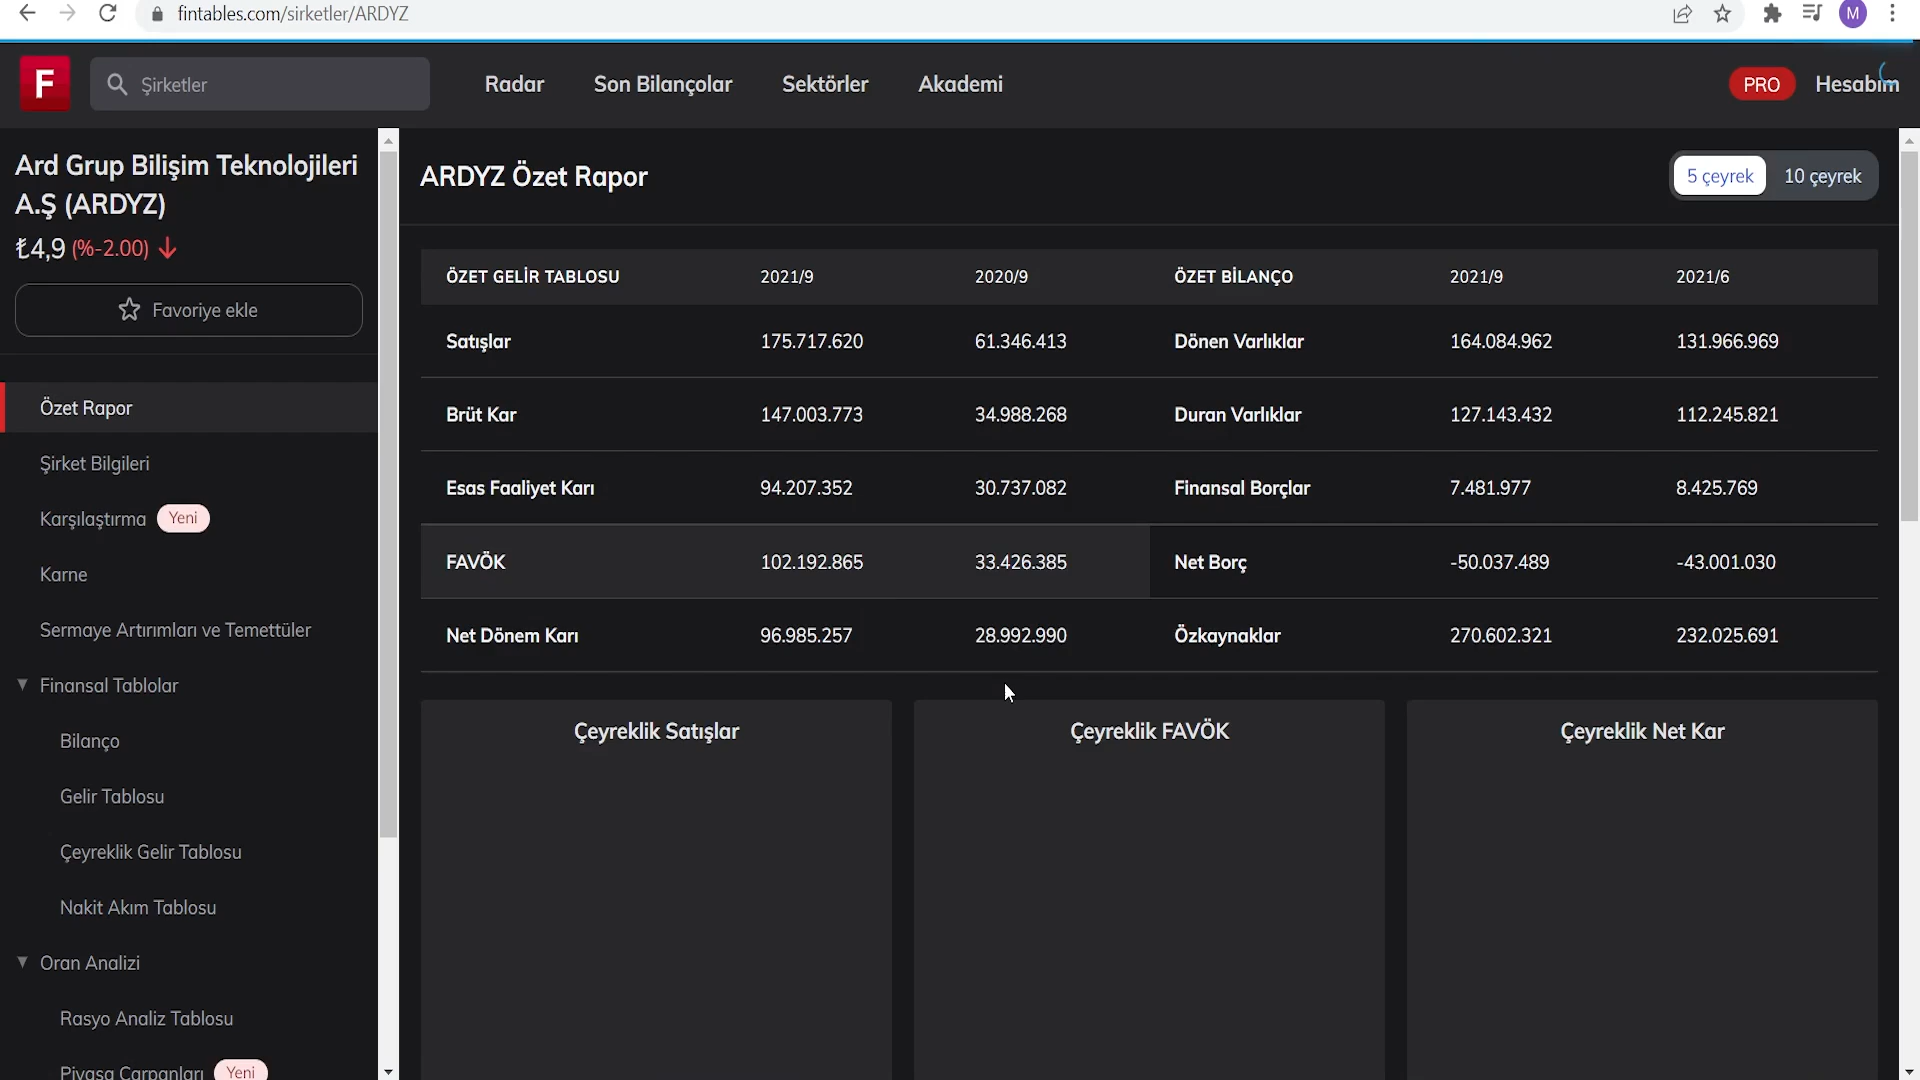 fintables.com/sirketler/ARDYZ
M
F
Şirketler
Radar
Son Bilançolar
Sektörler
Akademi
PRO
Hesabım
Ard Grup Bilişim Teknolojileri
A.Ş (ARDYZ)
₺4,9 (%-2.00)
Favoriye ekle
Özet Rapor
Şirket Bilgileri
Karşılaştırma Yeni
Karne
Sermaye Artırımları ve Temettüler
Finansal Tablolar
Bilanço
Gelir Tablosu
Çeyreklik Gelir Tablosu
Nakit Akım Tablosu
Oran Analizi
Rasyo Analiz Tablosu
Piyasa Çarpanları Yeni
ARDYZ Özet Rapor
5 çeyrek 10 çeyrek
ÖZET GELİR TABLOSU 2021/9 2020/9 ÖZET BİLANÇO 2021/9 2021/6
Satışlar 175.717.620 61.346.413 Dönen Varlıklar 164.084.962 131.966.969
Brüt Kar 147.003.773 34.988.268 Duran Varlıklar 127.143.432 112.245.821
Esas Faaliyet Karı 94.207.352 30.737.082 Finansal Borçlar 7.481.977 8.425.769
FAVÖK 102.192.865 33.426.385 Net Borç -50.037.489 -43.001.030
Net Dönem Karı 96.985.257 28.992.990 Özkaynaklar 270.602.321 232.025.691
Çeyreklik Satışlar
Çeyreklik FAVÖK
Çeyreklik Net Kar